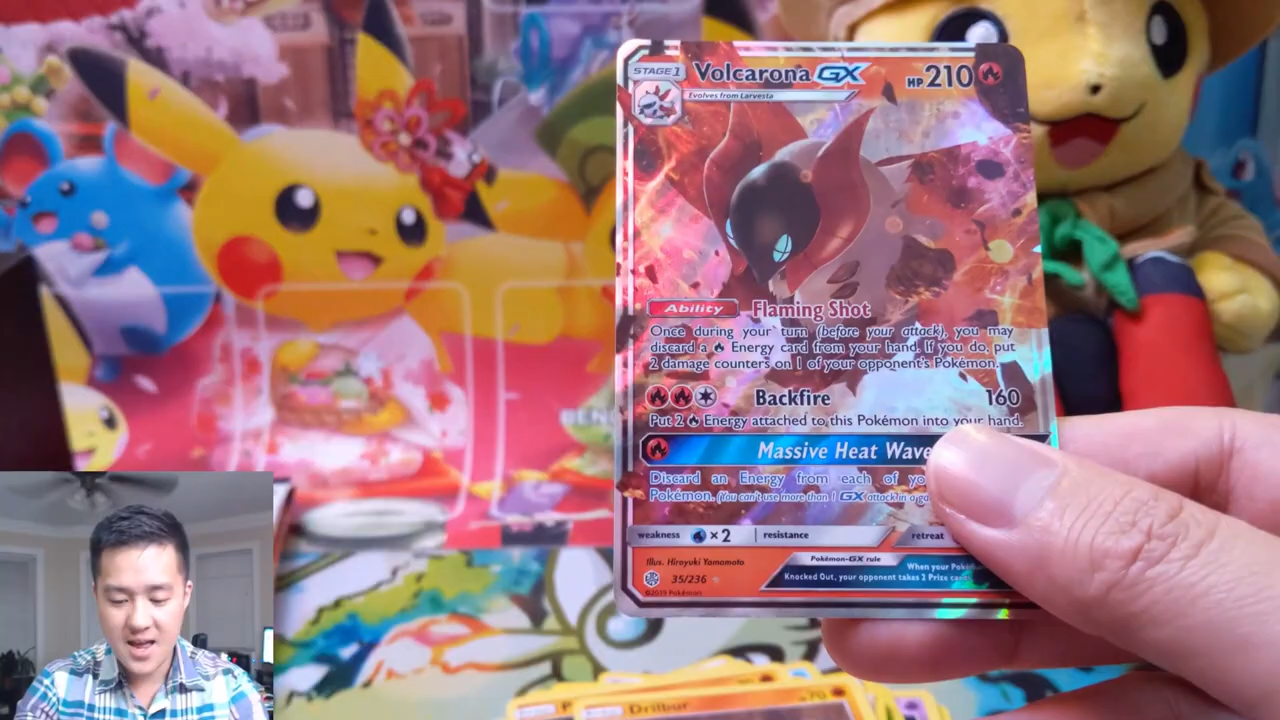 STAGE 1 Volcarona GX HP 210
Evolves from Larvesta
Ability Flaming Shot
Once during your turn (before your attack), you may
discard a Energy card from your hand. If you do, put
2 damage counters on 1 of your opponent's Pokémon.
Backfire 160
Put 2 Energy attached to this Pokémon into your hand.
Massive Heat Wave
Discard an Energy from each of
Pokémon. (You can't use more than 1 GX attack in a
weakness ×2 resistance retreat
Illus. Hiroyuki Yamamoto
Pokémon-GX rule
When your
35/236
Knocked Out, your opponent takes 2 Prize
©2019 Pokémon
Drilbur 70